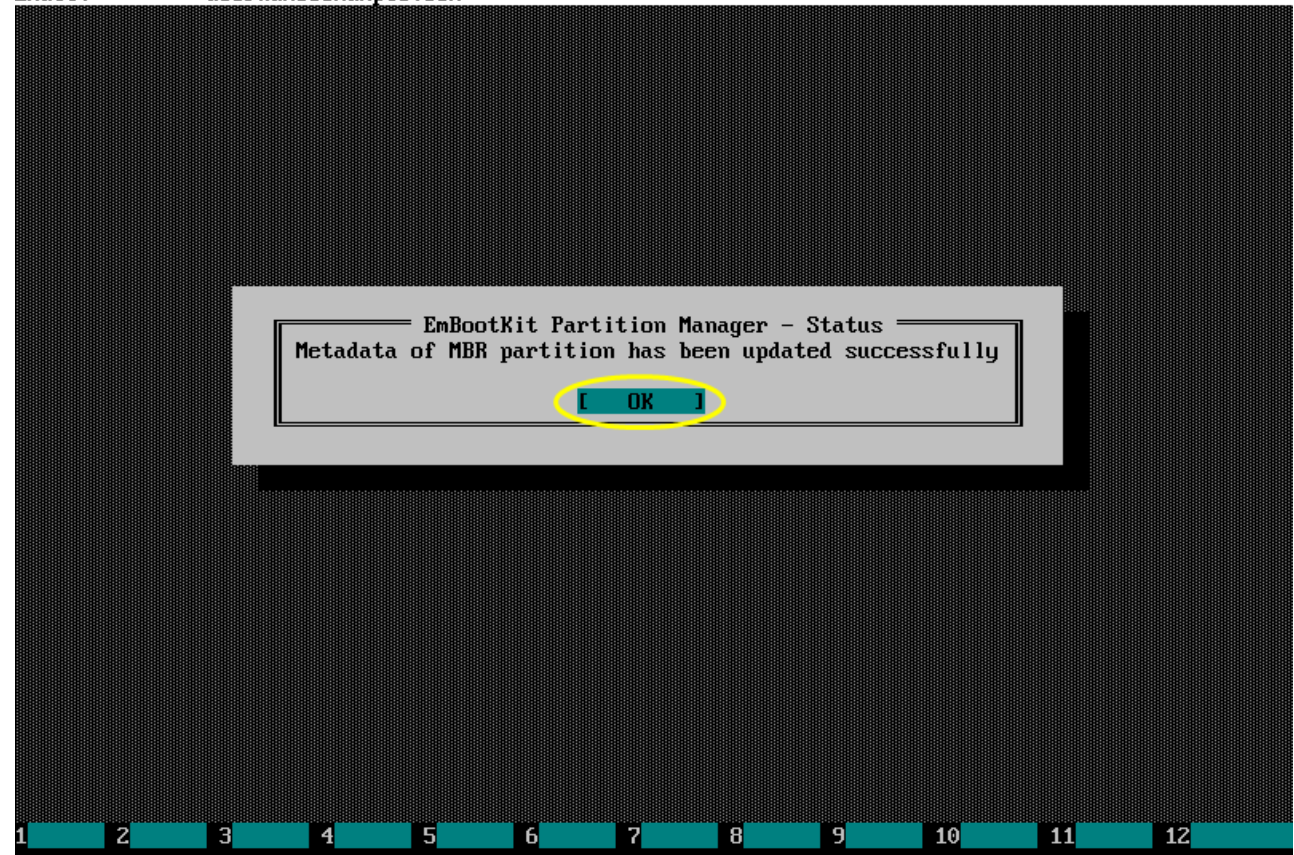 EmBootKit Partition Manager - Status
Metadata of MBR partition has been updated successfully
[ OK ]
1 2 3 4 5 6 7 8 9 10 11 12